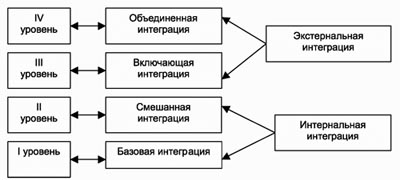 IV
уровень
Объединенная
интеграция
Экстернальная
интеграция
III
уровень
Включающая
интеграция
II
уровень
Смешанная
интеграция
Интернальная
интеграция
I уровень
Базовая интеграция